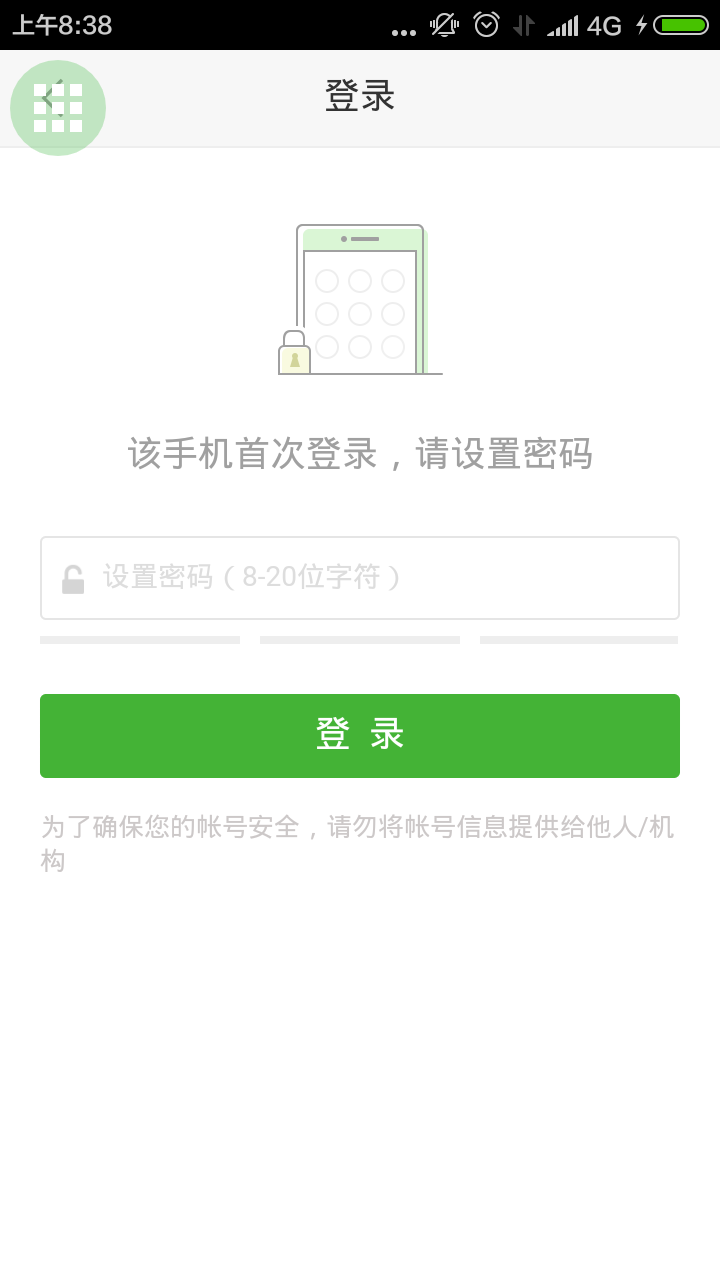 上午8:38
4G
登录
该手机首次登录，请设置密码
设置密码（8-20位字符）
登 录
为了确保您的帐号安全，请勿将帐号信息提供给他人/机
构